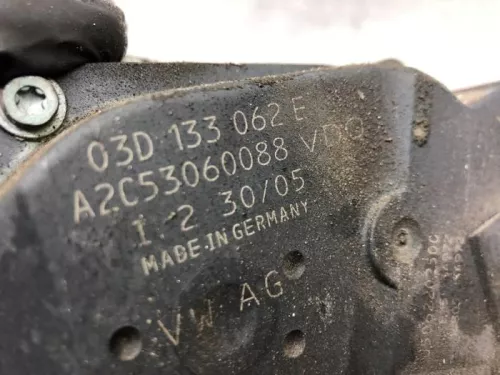 03D 133 062 E
A2C53060088 VDO
1 2 30/05
MADE IN GERMANY
VW AG